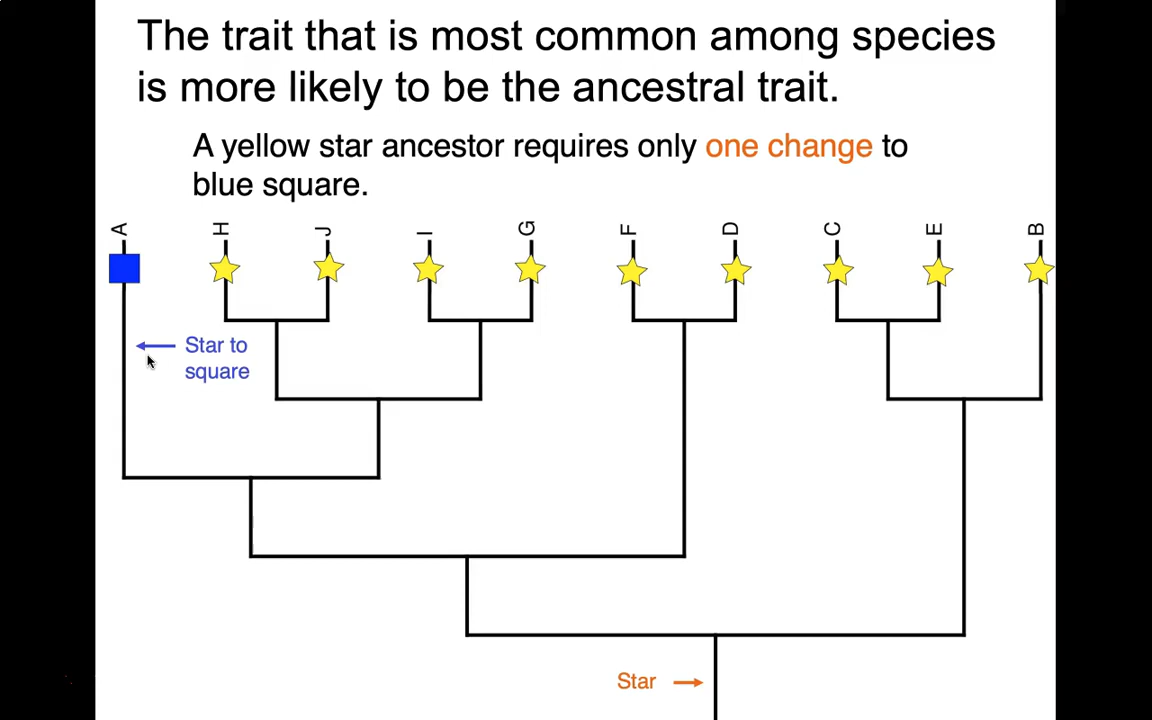 The trait that is most common among species
is more likely to be the ancestral trait.
A yellow star ancestor requires only one change to
blue square.
A H J I G F D C E B
Star to
square
Star